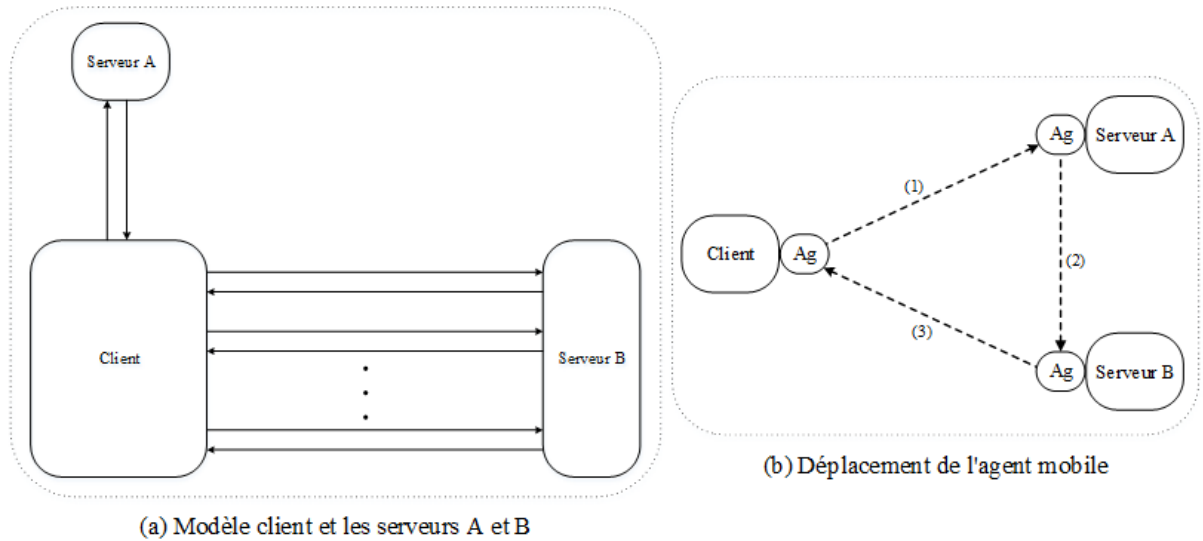 Serveur A
Client
Serveur B
(a) Modèle client et les serveurs A et B
Ag
Serveur A
(1)
Client
Ag
(2)
(3)
Ag
Serveur B
(b) Déplacement de l'agent mobile